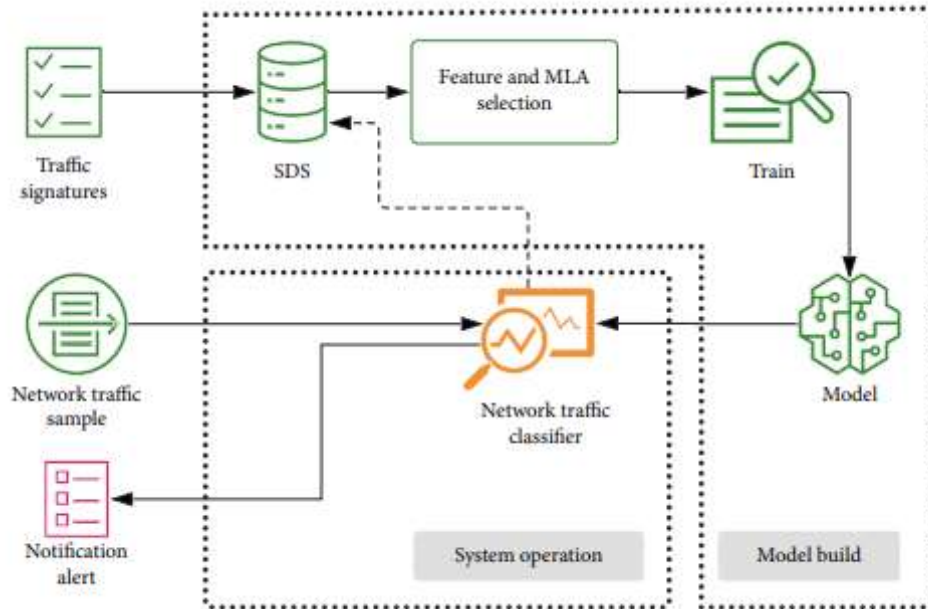 Traffic
signatures
SDS
Feature and MLA
selection
Train
Network traffic
sample
Network traffic
classifier
Model
Notification
alert
System operation
Model build